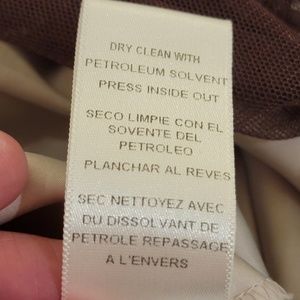 DRY CLEAN WITH
PETROLEUM SOLVENT
PRESS INSIDE OUT
SECO LIMPIE CON EL
SOVENTE DEL
PETROLEO
PLANCHAR AL REVES
SEC NETTOYEZ AVEC
DU DISSOLVANT DE
PETROLE REPASSAGE
A L'ENVERS